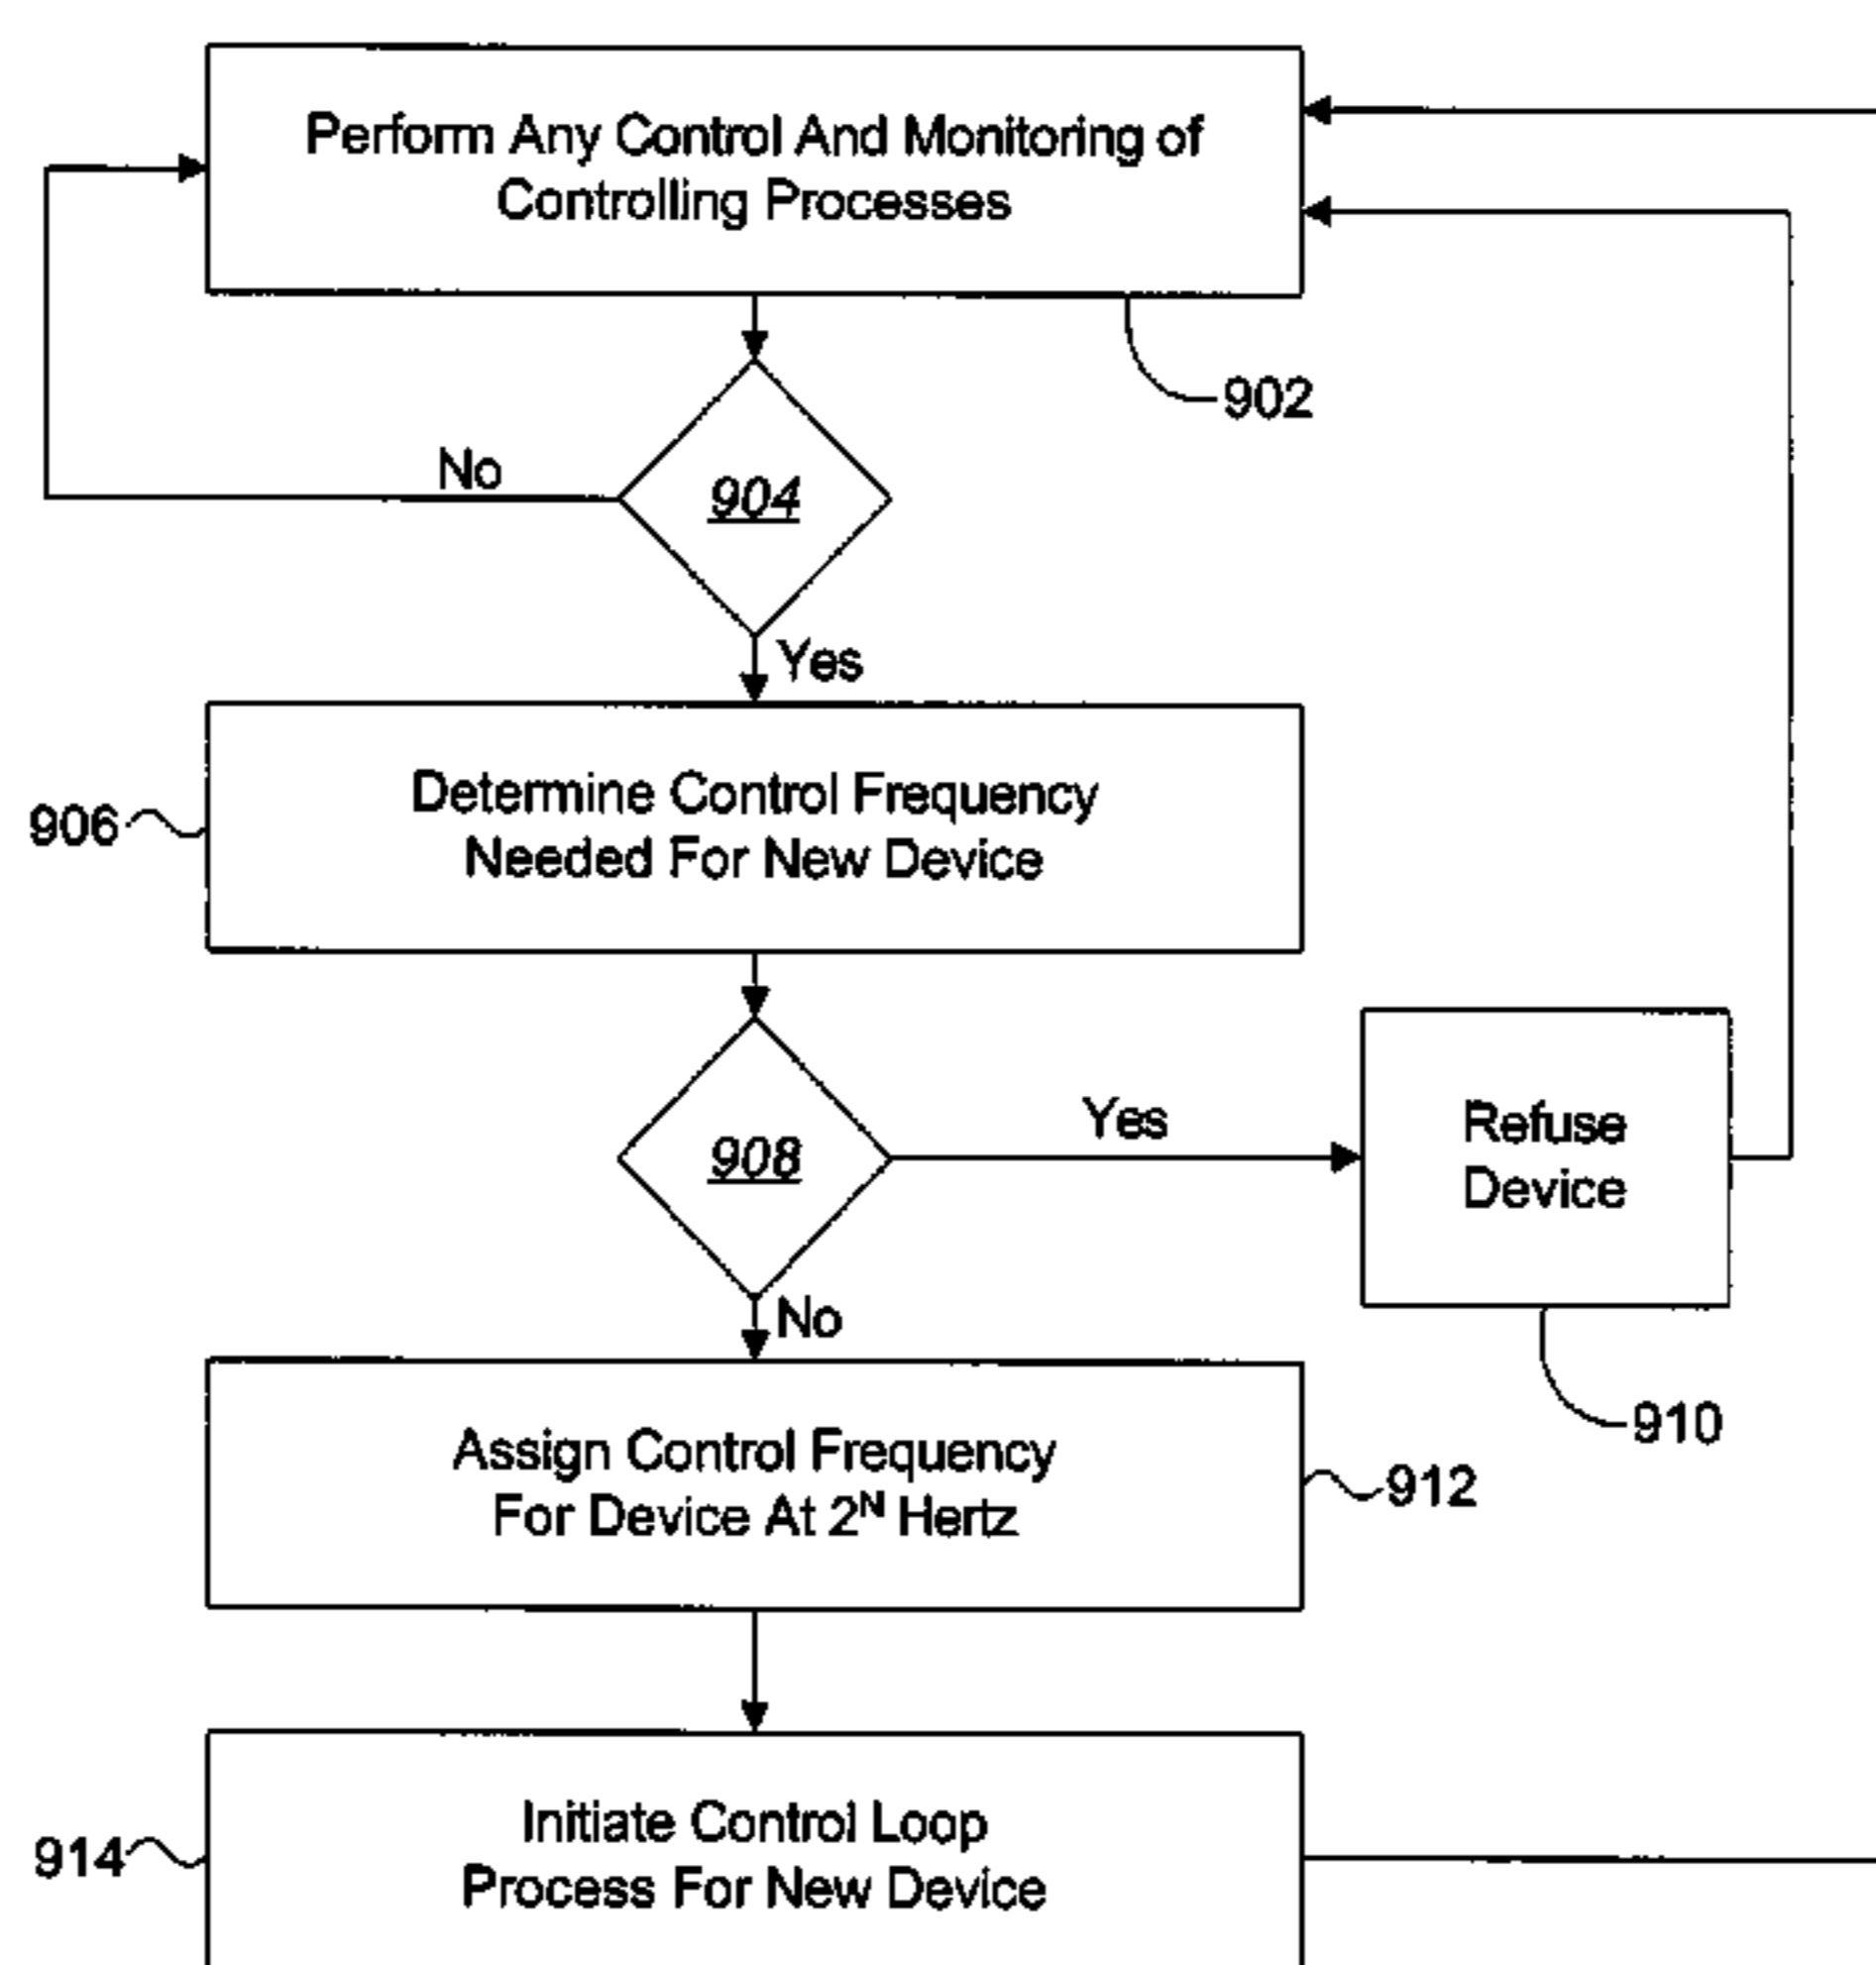 Perform Any Control And Monitoring of
Controlling Processes
902
No
904
Yes
906
Determine Control Frequency
Needed For New Device
908
Yes
Refuse
Device
910
No
Assign Control Frequency
For Device At 2ᴺ Hertz
912
914
Initiate Control Loop
Process For New Device